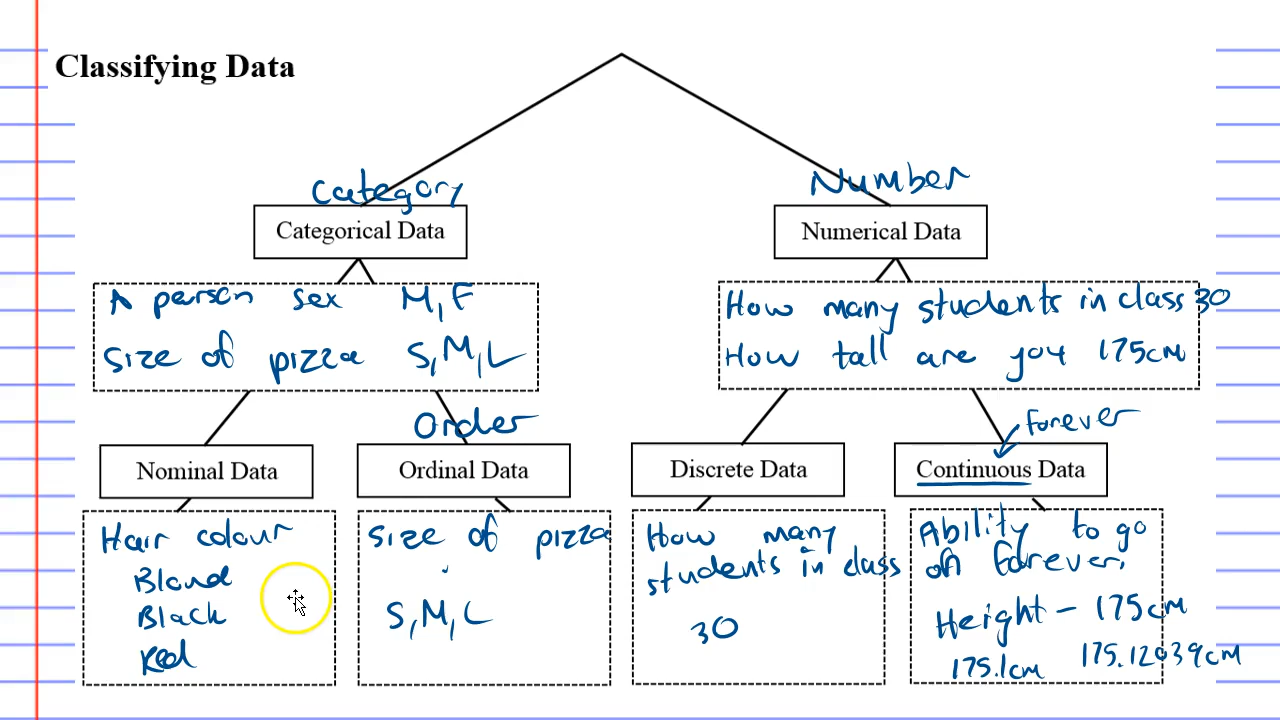 Classifying Data
Category
Number
Categorical Data
Numerical Data
A person sex M,F
Size of pizza S,M,L
How many students in class 30
How tall are you 175cm
Order
forever
Nominal Data
Ordinal Data
Discrete Data
Continuous Data
Hair colour
Blond
Black
Red
Size of pizza
S,M,L
How many
students in class
30
Ability to go
on forever.
Height - 175cm
175.1cm 175.12039cm